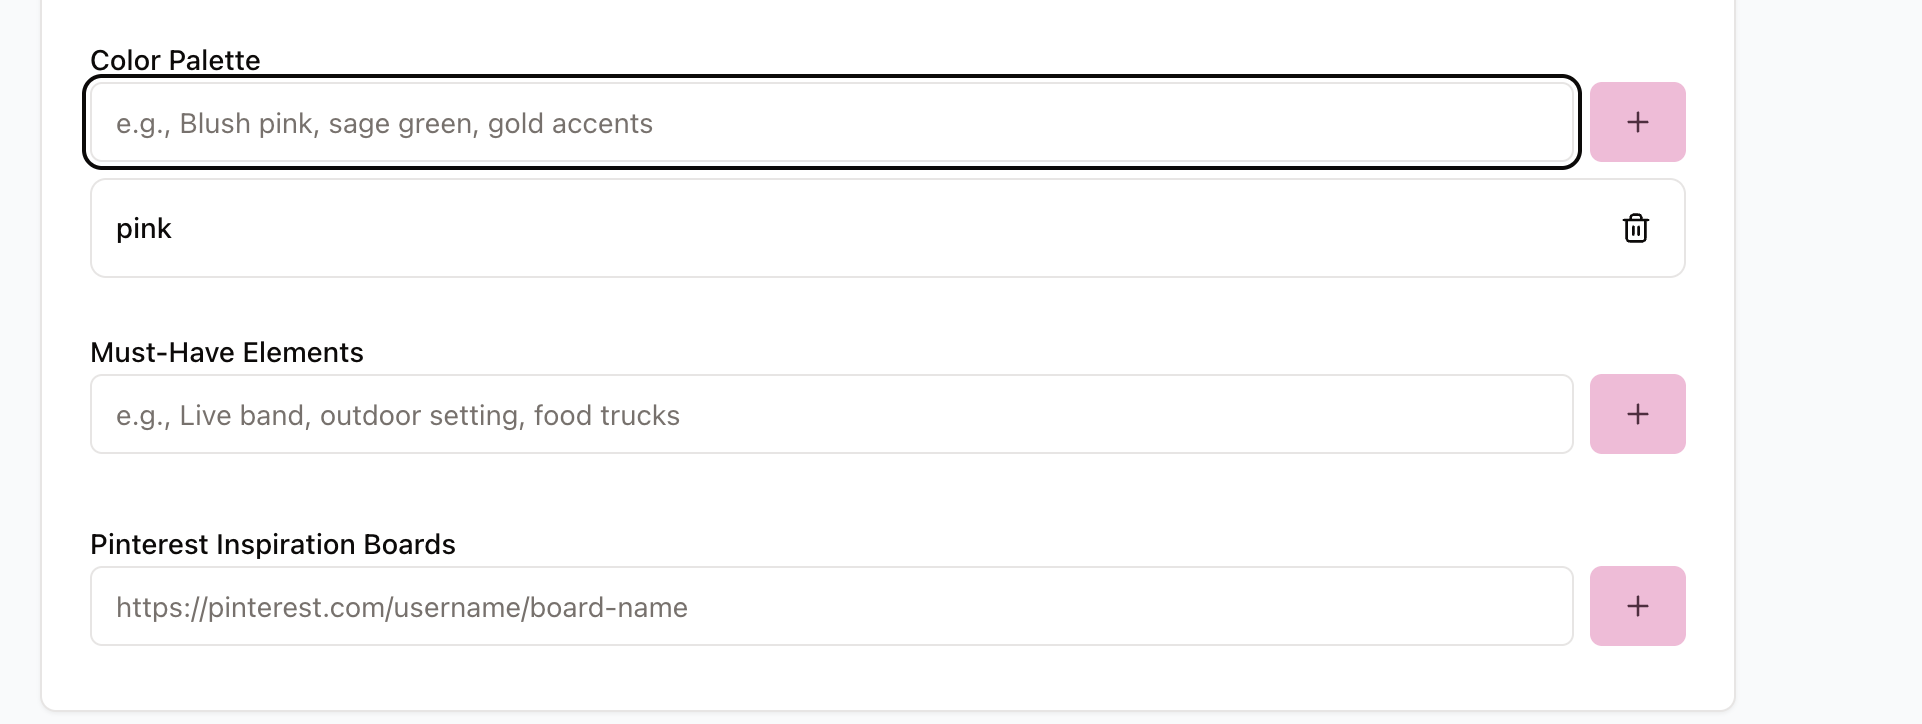 Color Palette
e.g., Blush pink, sage green, gold accents
pink
Must-Have Elements
e.g., Live band, outdoor setting, food trucks
Pinterest Inspiration Boards
https://pinterest.com/username/board-name